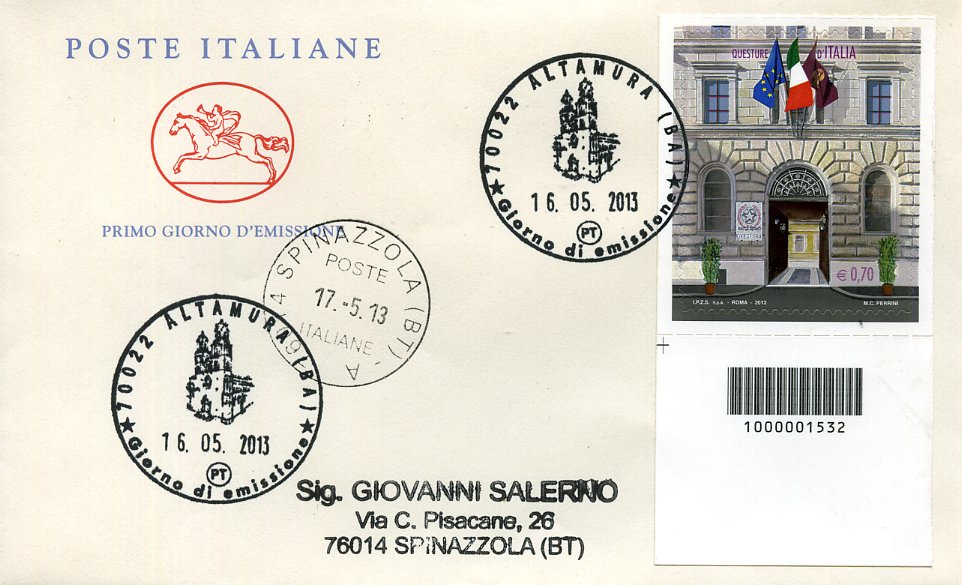 POSTE ITALIANE
PRIMO GIORNO D'EMISSIONE
70022 ALTAMURA (BA)
16.05.2013
PT
★ Giorno di emissione ★
QUESTURE D'ITALIA
QUESTURA
€ 0,70
I.P.Z.S. S.p.A. - ROMA - 2013
M.C. PERRINI
SPINAZZOLA (BT)
POSTE
17.-5.13
ITALIANE
A
70022 ALTAMURA (BA)
16.05.2013
PT
★ Giorno di emissione ★
1000001532
Sig. GIOVANNI SALERNO
Via C. Pisacane, 26
76014 SPINAZZOLA (BT)